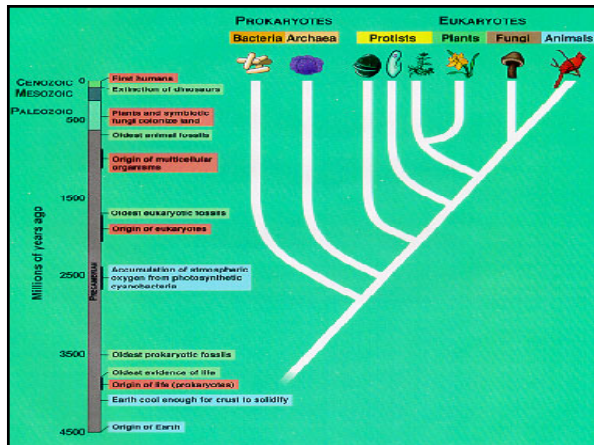 PROKARYOTES
EUKARYOTES
Bacteria Archaea
Protists Plants Fungi Animals
CENOZOIC
MESOZOIC
PALEOZOIC
PRECAMBRIAN
Millions of years ago
0
500
1500
2500
3500
4500
First humans
Extinction of dinosaurs
Plants and symbiotic
fungi colonize land
Oldest animal fossils
Origin of multicellular
organisms
Oldest eukaryotic fossils
Origin of eukaryotes
Accumulation of atmospheric
oxygen from photosynthetic
cyanobacteria
Oldest prokaryotic fossils
Oldest evidence of life
Origin of life (prokaryotes)
Earth cool enough for crust to solidify
Origin of Earth